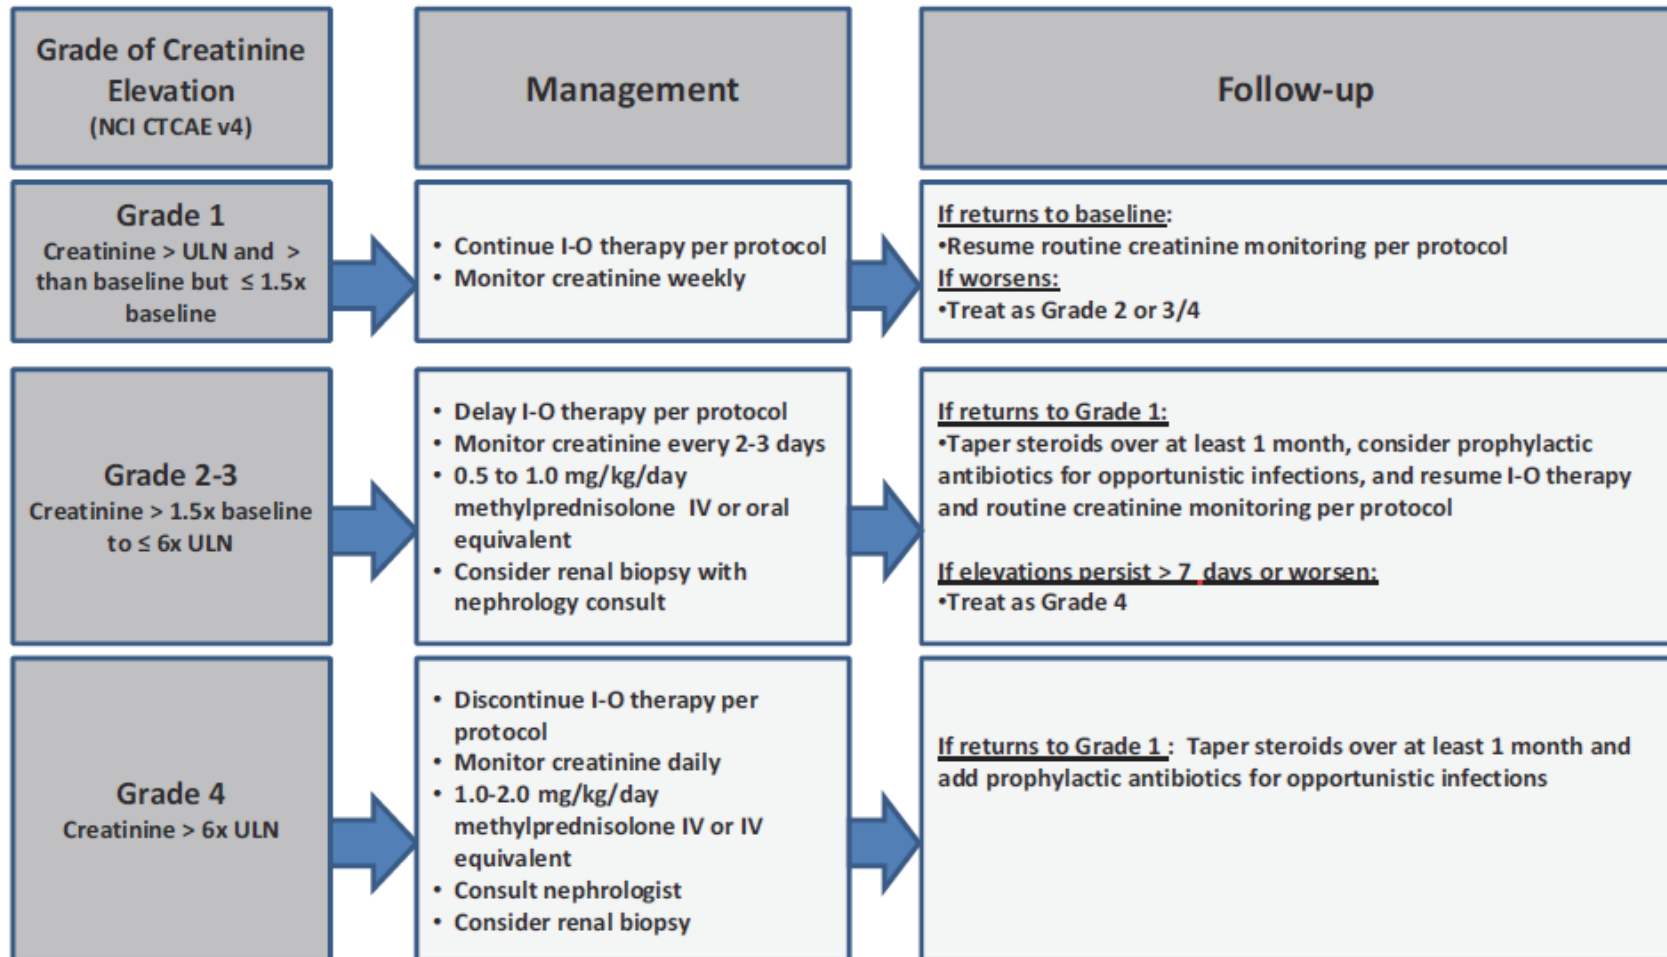 Grade of Creatinine
Elevation
(NCI CTCAE v4)
Management
Follow-up
Grade 1
Creatinine > ULN and >
than baseline but ≤ 1.5x
baseline
• Continue I-O therapy per protocol
• Monitor creatinine weekly
If returns to baseline:
•Resume routine creatinine monitoring per protocol
If worsens:
•Treat as Grade 2 or 3/4
Grade 2-3
Creatinine > 1.5x baseline
to ≤ 6x ULN
• Delay I-O therapy per protocol
• Monitor creatinine every 2-3 days
• 0.5 to 1.0 mg/kg/day
methylprednisolone IV or oral
equivalent
• Consider renal biopsy with
nephrology consult
If returns to Grade 1:
•Taper steroids over at least 1 month, consider prophylactic
antibiotics for opportunistic infections, and resume I-O therapy
and routine creatinine monitoring per protocol
If elevations persist > 7 days or worsen:
•Treat as Grade 4
Grade 4
Creatinine > 6x ULN
• Discontinue I-O therapy per
protocol
• Monitor creatinine daily
• 1.0-2.0 mg/kg/day
methylprednisolone IV or IV
equivalent
• Consult nephrologist
• Consider renal biopsy
If returns to Grade 1 : Taper steroids over at least 1 month and
add prophylactic antibiotics for opportunistic infections